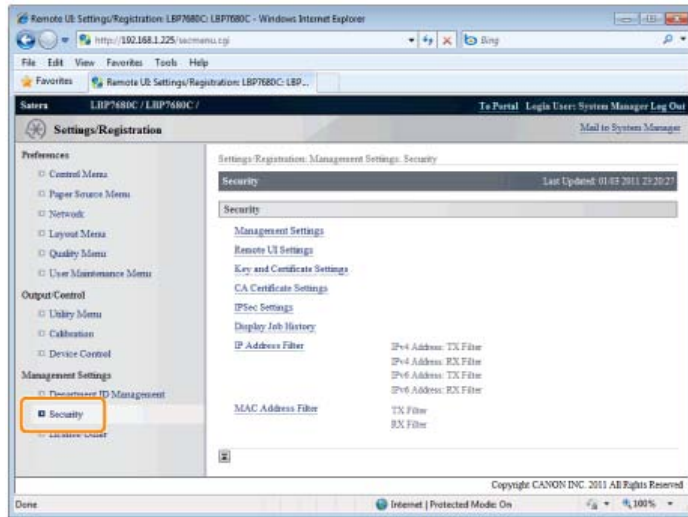 Remote UI: Settings/Registration: LBP7680C: LBP7680C - Windows Internet Explorer
http://192.168.1.225/secmenu.cgi
Bing
File Edit View Favorites Tools Help
Favorites
Remote UI: Settings/Registration: LBP7680C: LBP...
Satera LBP7680C / LBP7680C /
To Portal Login User: System Manager Log Out
Settings/Registration
Mail to System Manager
Preferences
Control Menu
Paper Source Menu
Network
Layout Menu
Quality Menu
User Maintenance Menu
Output/Control
Utility Menu
Calibration
Device Control
Management Settings
Department ID Management
Security
License Other
Settings/Registration: Management Settings: Security
Security
Last Updated: 01/03 2011 23:20:27
Security
Management Settings
Remote UI Settings
Key and Certificate Settings
CA Certificate Settings
IPSec Settings
Display Job History
IP Address Filter
IPv4 Address: TX Filter
IPv4 Address: RX Filter
IPv6 Address: TX Filter
IPv6 Address: RX Filter
MAC Address Filter
TX Filter
RX Filter
Copyright CANON INC. 2011 All Rights Reserved
Done
Internet | Protected Mode: On
100%